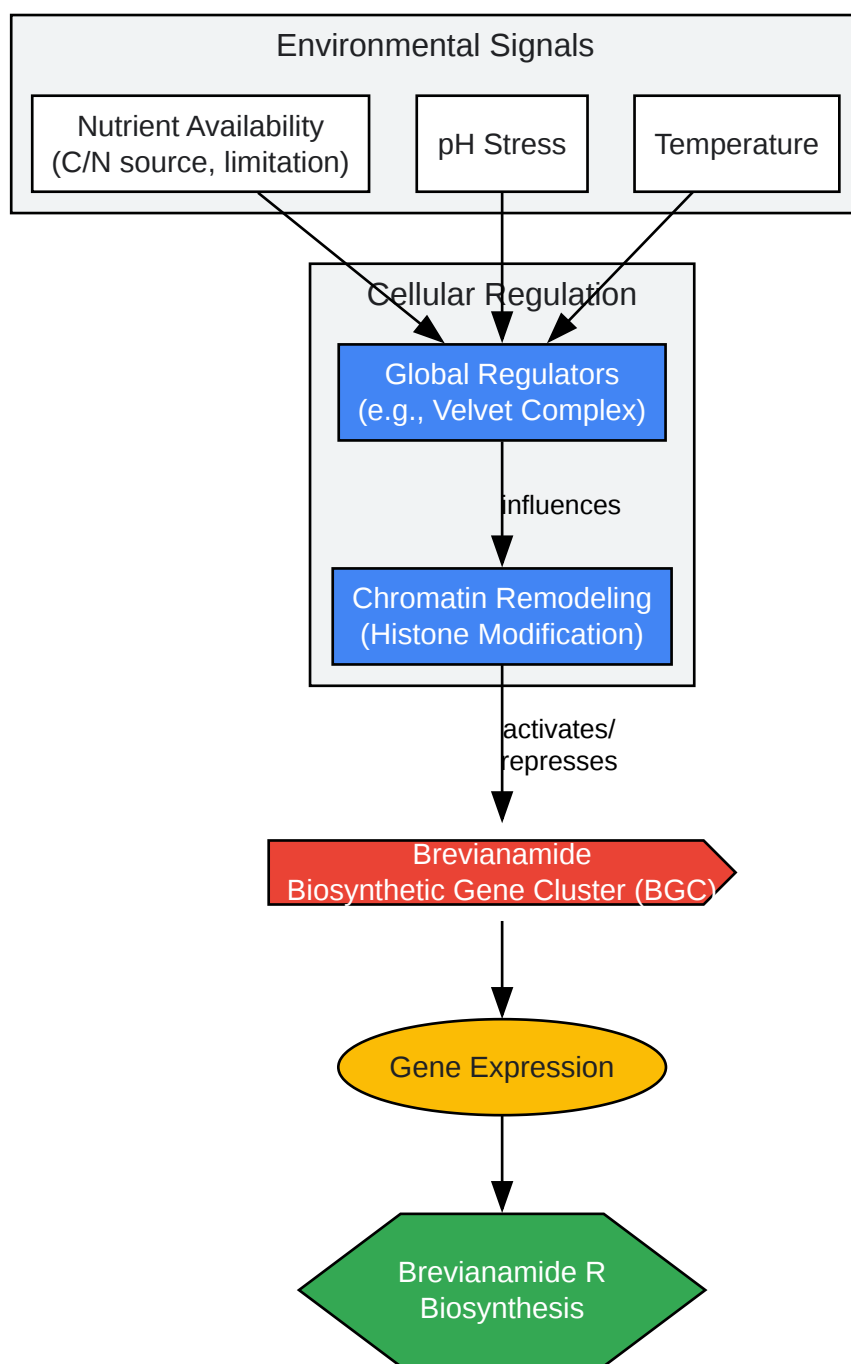 Environmental Signals
Nutrient Availability
(C/N source, limitation)
pH Stress
Temperature
Cellular Regulation
Global Regulators
(e.g., Velvet Complex)
influences
Chromatin Remodeling
(Histone Modification)
activates/
represses
Brevianamide
Biosynthetic Gene Cluster (BGC)
Gene Expression
Brevianamide R
Biosynthesis